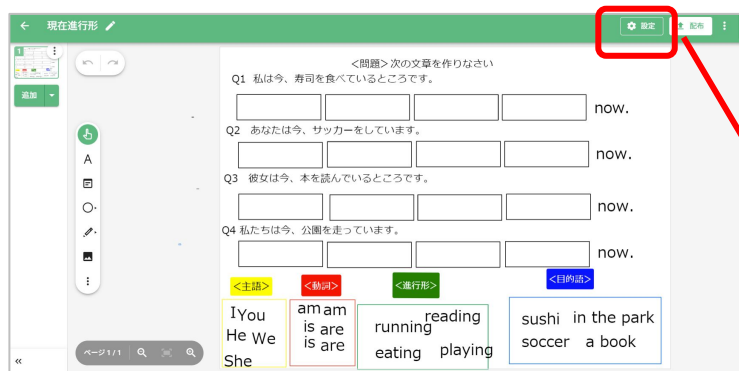 ← 現在進行形
設定
配布
1
追加
<問題>次の文章を作りなさい
Q1 私は今、寿司を食べているところです。
now.
Q2 あなたは今、サッカーをしています。
now.
Q3 彼女は今、本を読んでいるところです。
now.
Q4 私たちは今、公園を走っています。
now.
A
<主語>
<動詞>
<進行形>
<目的語>
I You
He We
She
am am
is are
is are
reading
running
eating playing
sushi in the park
soccer a book
ページ1/1
«